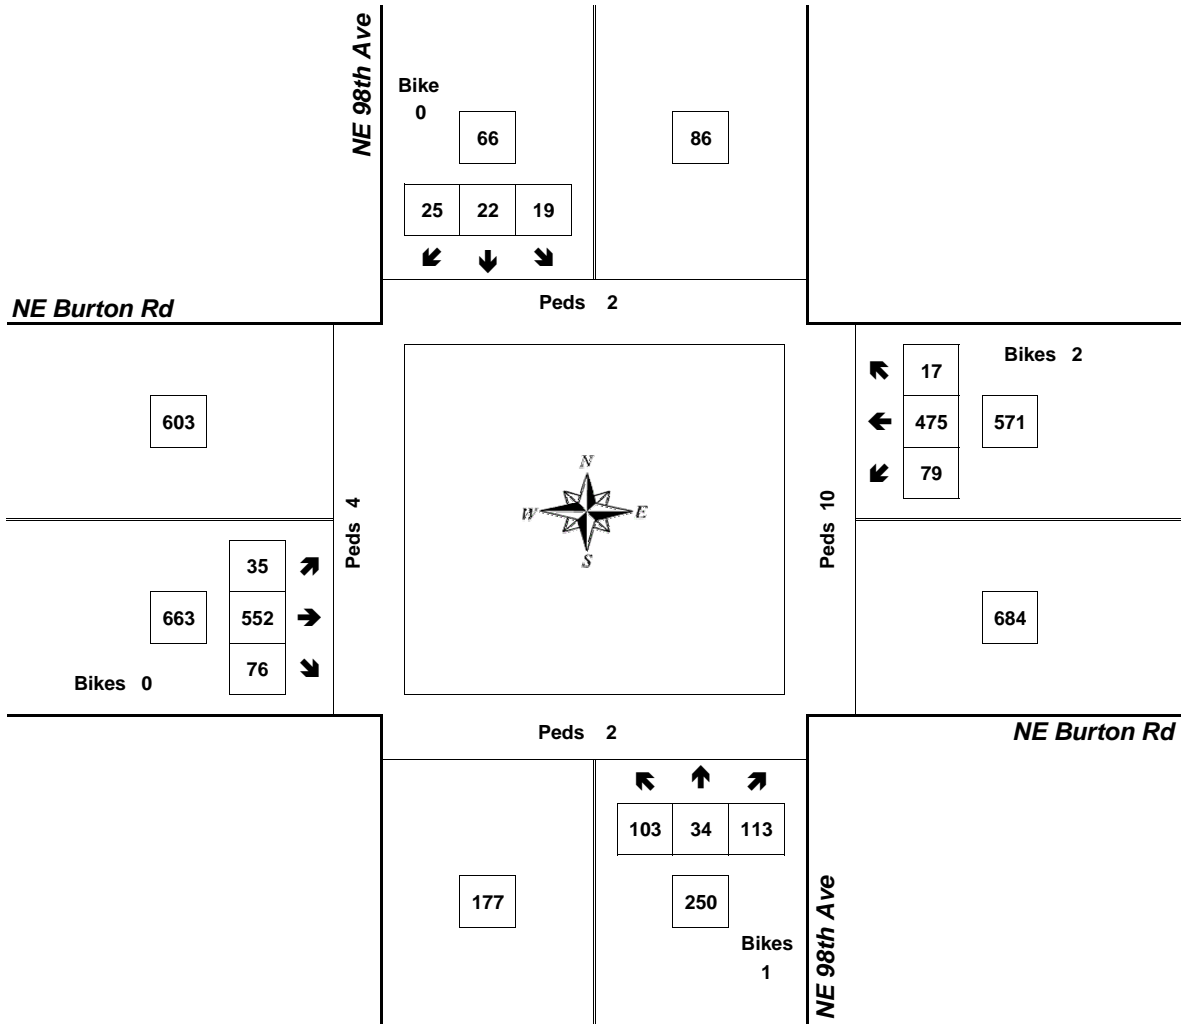 NE 98th Ave
Bike
0
66
86
25 22 19
Peds 2
NE Burton Rd
17
Bikes 2
603
475 571
79
N
W E
S
Peds 4
Peds 10
35
663 552
684
76
Bikes 0
Peds 2
NE Burton Rd
103 34 113
177
250
Bikes
1
NE 98th Ave